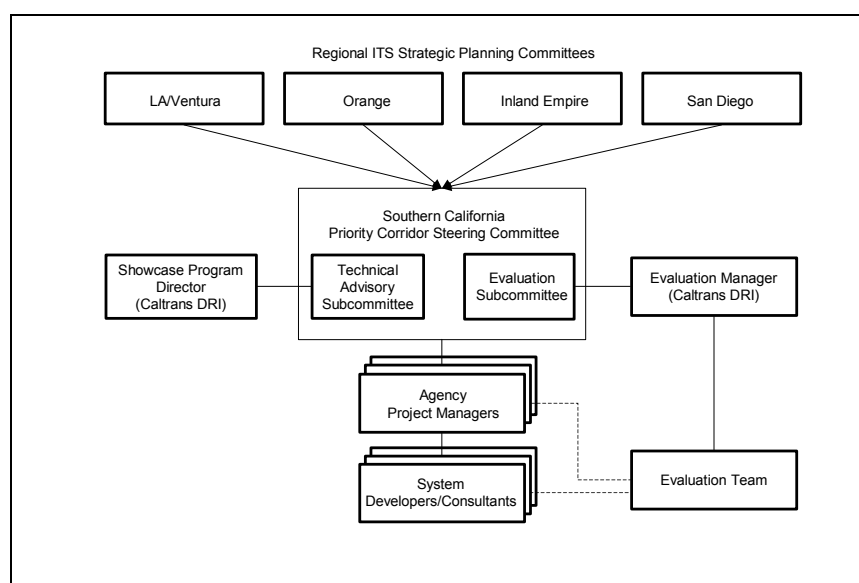 Regional ITS Strategic Planning Committees
LA/Ventura
Orange
Inland Empire
San Diego
Southern California
Priority Corridor Steering Committee
Showcase Program
Director
(Caltrans DRI)
Technical
Advisory
Subcommittee
Evaluation
Subcommittee
Evaluation Manager
(Caltrans DRI)
Agency
Project Managers
System
Developers/Consultants
Evaluation Team